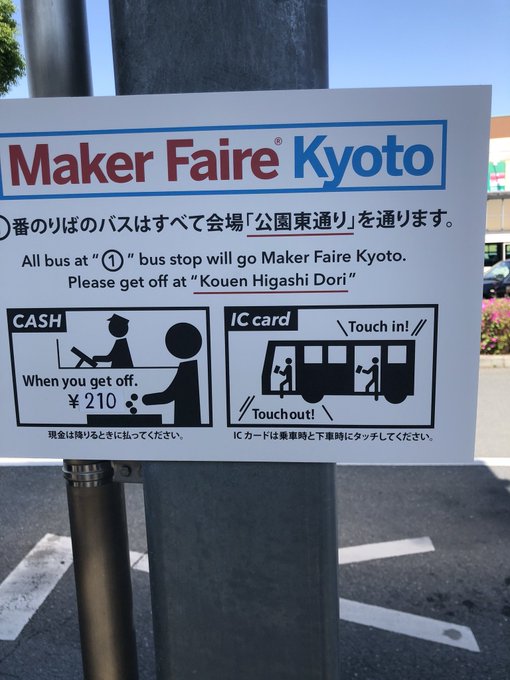 Maker Faire® Kyoto
①番のりばのバスはすべて会場「公園東通り」を通ります。
All bus at “①” bus stop will go Maker Faire Kyoto.
Please get off at “Kouen Higashi Dori”
CASH
When you get off.
¥210
現金は降りるときに払ってください。
IC card
\Touch in!//
//Touch out!\
ICカードは乗車時と下車時にタッチしてください。